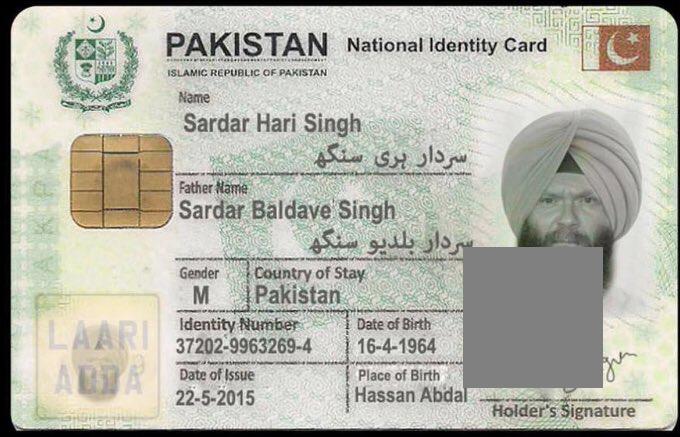 PAKISTAN National Identity Card
ISLAMIC REPUBLIC OF PAKISTAN
Name
Sardar Hari Singh
سردار ہری سنگھ
Father Name
Sardar Baldave Singh
سردار بلدیو سنگھ
Gender Country of Stay
M Pakistan
Identity Number Date of Birth
37202-9963269-4 16-4-1964
Date of Issue Place of Birth
22-5-2015 Hassan Abdal
LAARI
ADDA
Holder's Signature